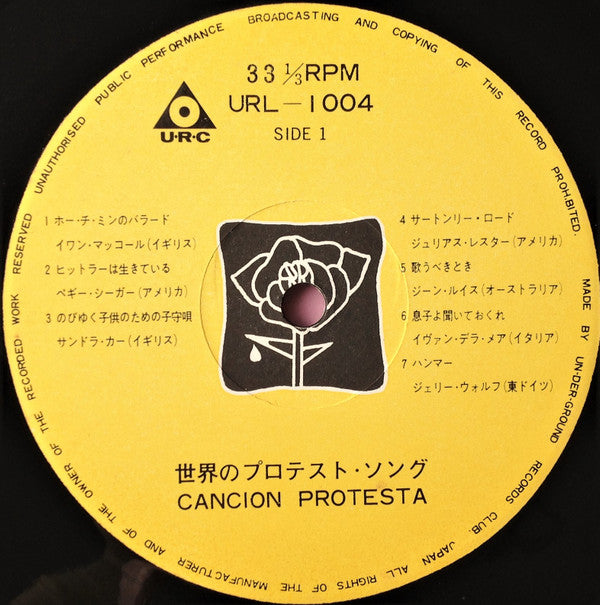 33 1/3RPM
URL-1004
SIDE 1
U・R・C
1 ホー・チ・ミンのバラード
イワン・マッコール(イギリス)
2 ヒットラーは生きている
ペギー・シーガー(アメリカ)
3 のびゆく子供のための子守唄
サンドラ・カー(イギリス)
4 サートンリー・ロード
ジュリアス・レスター(アメリカ)
5 歌うべきとき
ジーン・ルイス(オーストラリア)
6 息子よ聞いておくれ
イヴァン・デラ・メア(イタリア)
7 ハンマー
ジェリー・ウォルフ(東ドイツ)
世界のプロテスト・ソング
CANCION PROTESTA
MADE BY UN-DER-GROUND RECORDS CLUB. JAPAN ALL RIGHTS OF THE MANUFACTURER AND OF THE OWNER OF THE RECORDED WORK RESERVED UNAUTHORISED PUBLIC PERFORMANCE BROADCASTING AND COPYING OF THIS RECORD PROHIBITED.